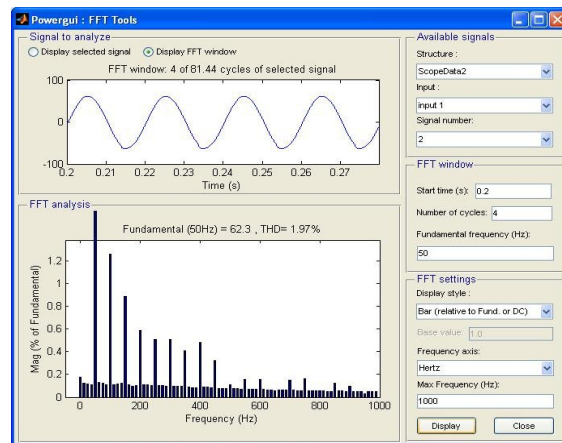 Powergui : FFT Tools
Signal to analyze
Display selected signal
Display FFT window
FFT window: 4 of 81.44 cycles of selected signal
100
0
-100
0.2 0.21 0.22 0.23 0.24 0.25 0.26 0.27
Time (s)
FFT analysis
Fundamental (50Hz) = 62.3 , THD= 1.97%
Mag (% of Fundamental)
1.2
1
0.8
0.6
0.4
0.2
0
0 200 400 600 800 1000
Frequency (Hz)
Available signals
Structure :
ScopeData2
Input :
input 1
Signal number:
2
FFT window
Start time (s): 0.2
Number of cycles: 4
Fundamental frequency (Hz):
50
FFT settings
Display style :
Bar (relative to Fund. or DC)
Base value: 1.0
Frequency axis:
Hertz
Max Frequency (Hz):
1000
Display Close